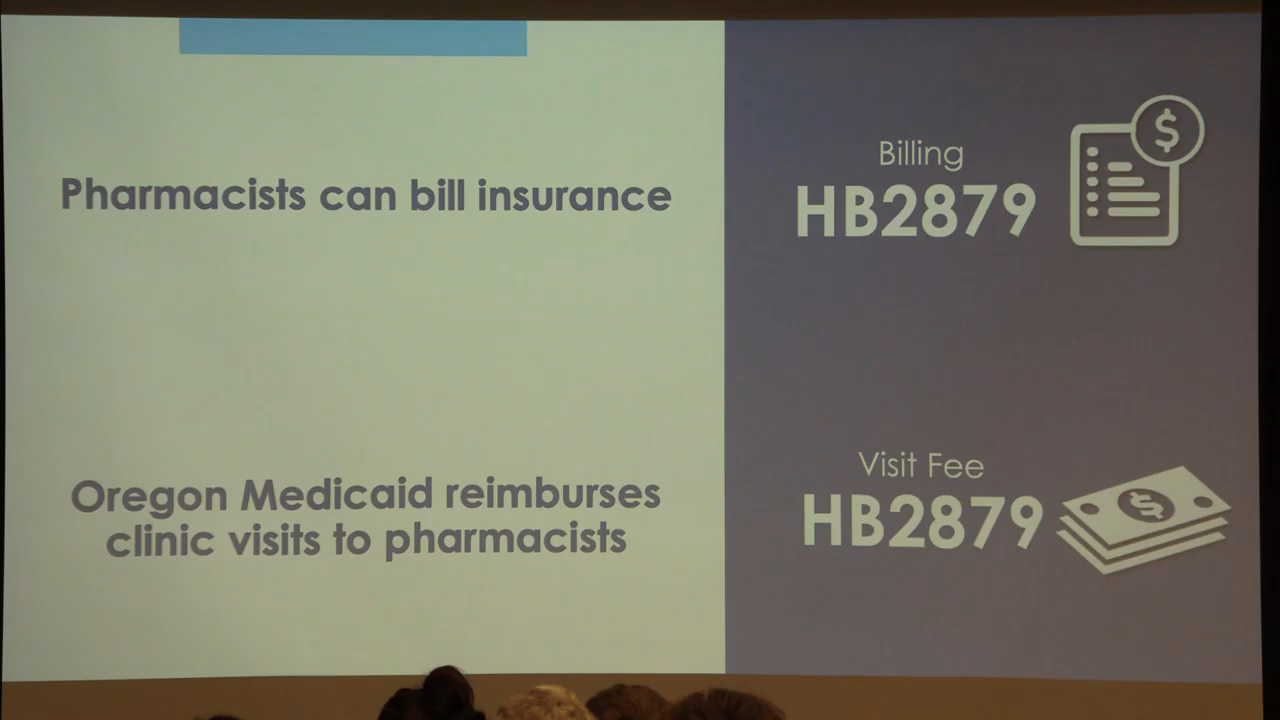 Pharmacists can bill insurance
Billing
HB2879
Oregon Medicaid reimburses
clinic visits to pharmacists
Visit Fee
HB2879